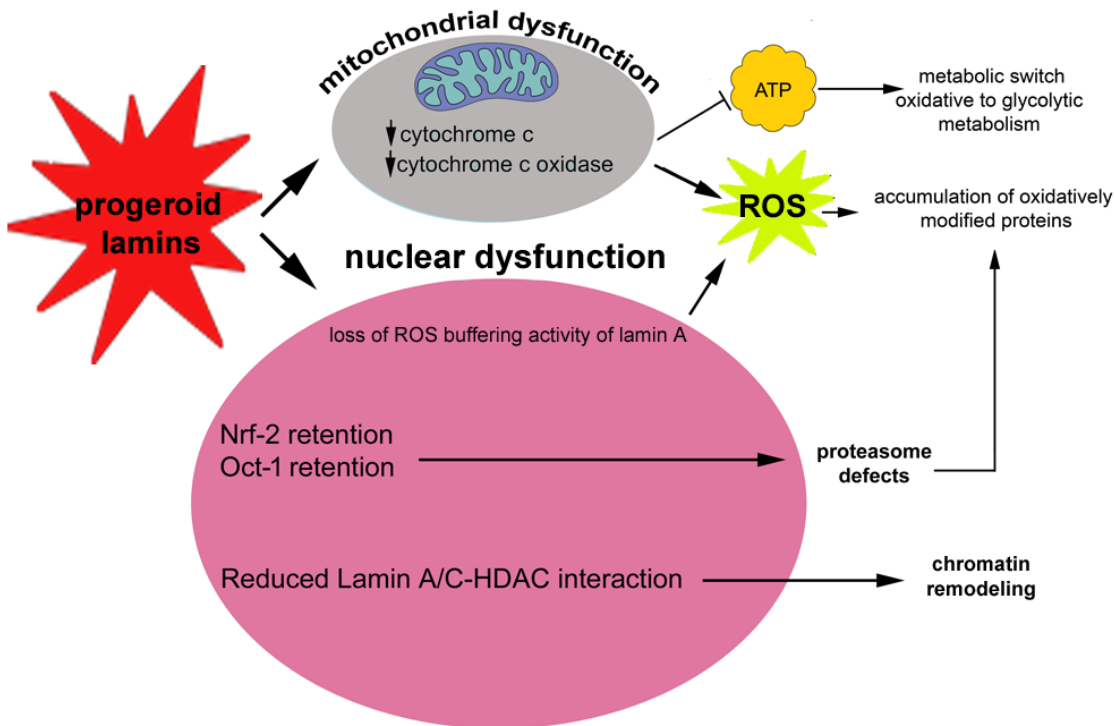 mitochondrial dysfunction
cytochrome c
cytochrome c oxidase
ATP
metabolic switch
oxidative to glycolytic
metabolism
progeroid
lamins
ROS
accumulation of oxidatively
modified proteins
nuclear dysfunction
loss of ROS buffering activity of lamin A
Nrf-2 retention
Oct-1 retention
proteasome
defects
Reduced Lamin A/C-HDAC interaction
chromatin
remodeling